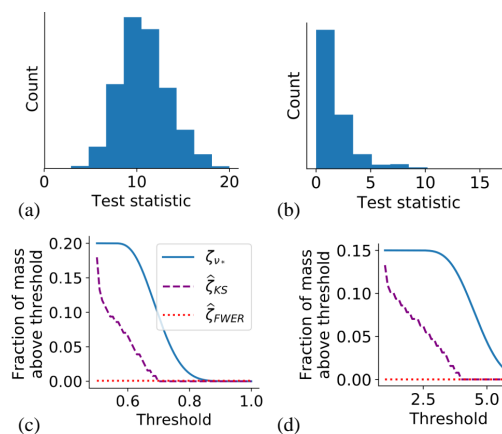 Count
0
10
20
Test statistic
(a)
Count
0
5
10
15
Test statistic
(b)
Fraction of mass
above threshold
0.20
0.15
0.10
0.05
0.00
0.6
0.8
1.0
Threshold
ζν*
ζ̂KS
ζ̂FWER
(c)
Fraction of mass
above threshold
0.15
0.10
0.05
0.00
2.5
5.0
Threshold
(d)